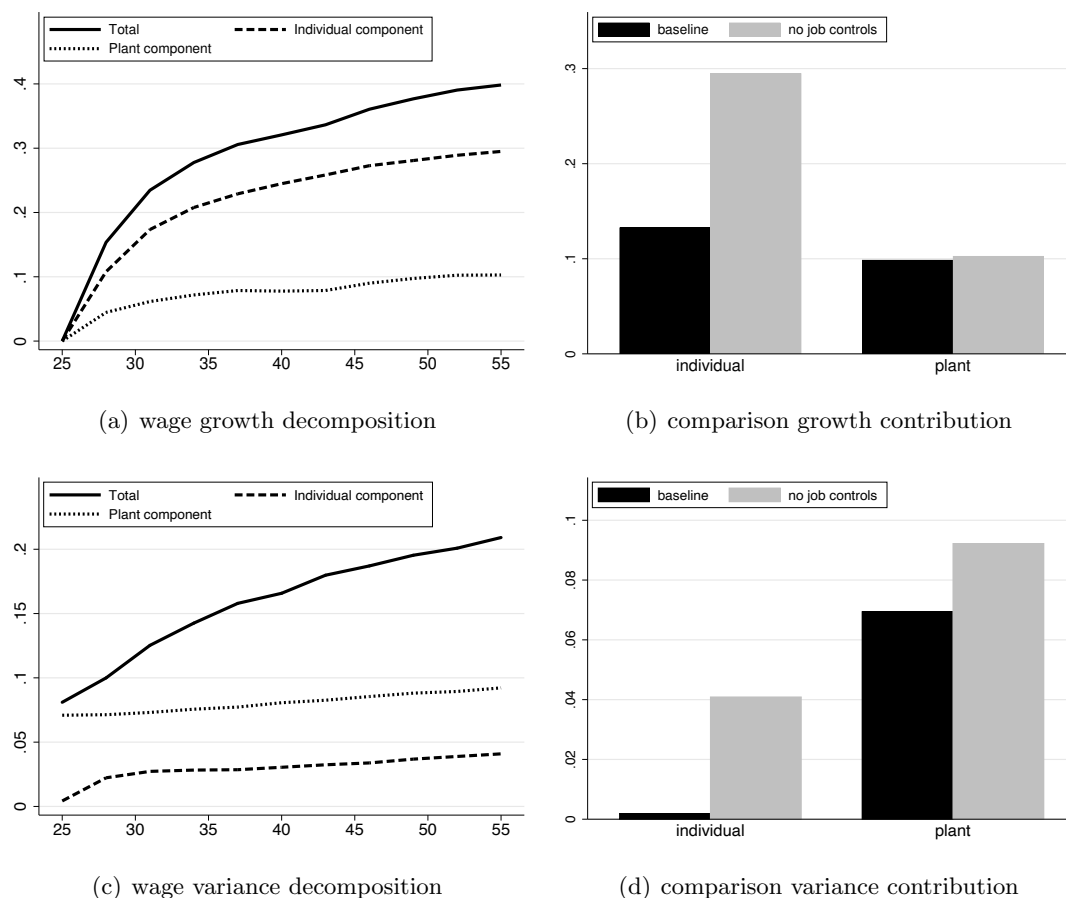 Total
Individual component
Plant component
.4
.3
.2
.1
0
25 30 35 40 45 50 55
(a) wage growth decomposition
baseline
no job controls
.3
.2
.1
0
individual plant
(b) comparison growth contribution
Total
Individual component
Plant component
.2
.15
.1
.05
0
25 30 35 40 45 50 55
(c) wage variance decomposition
baseline
no job controls
.1
.08
.06
.04
.02
0
individual plant
(d) comparison variance contribution